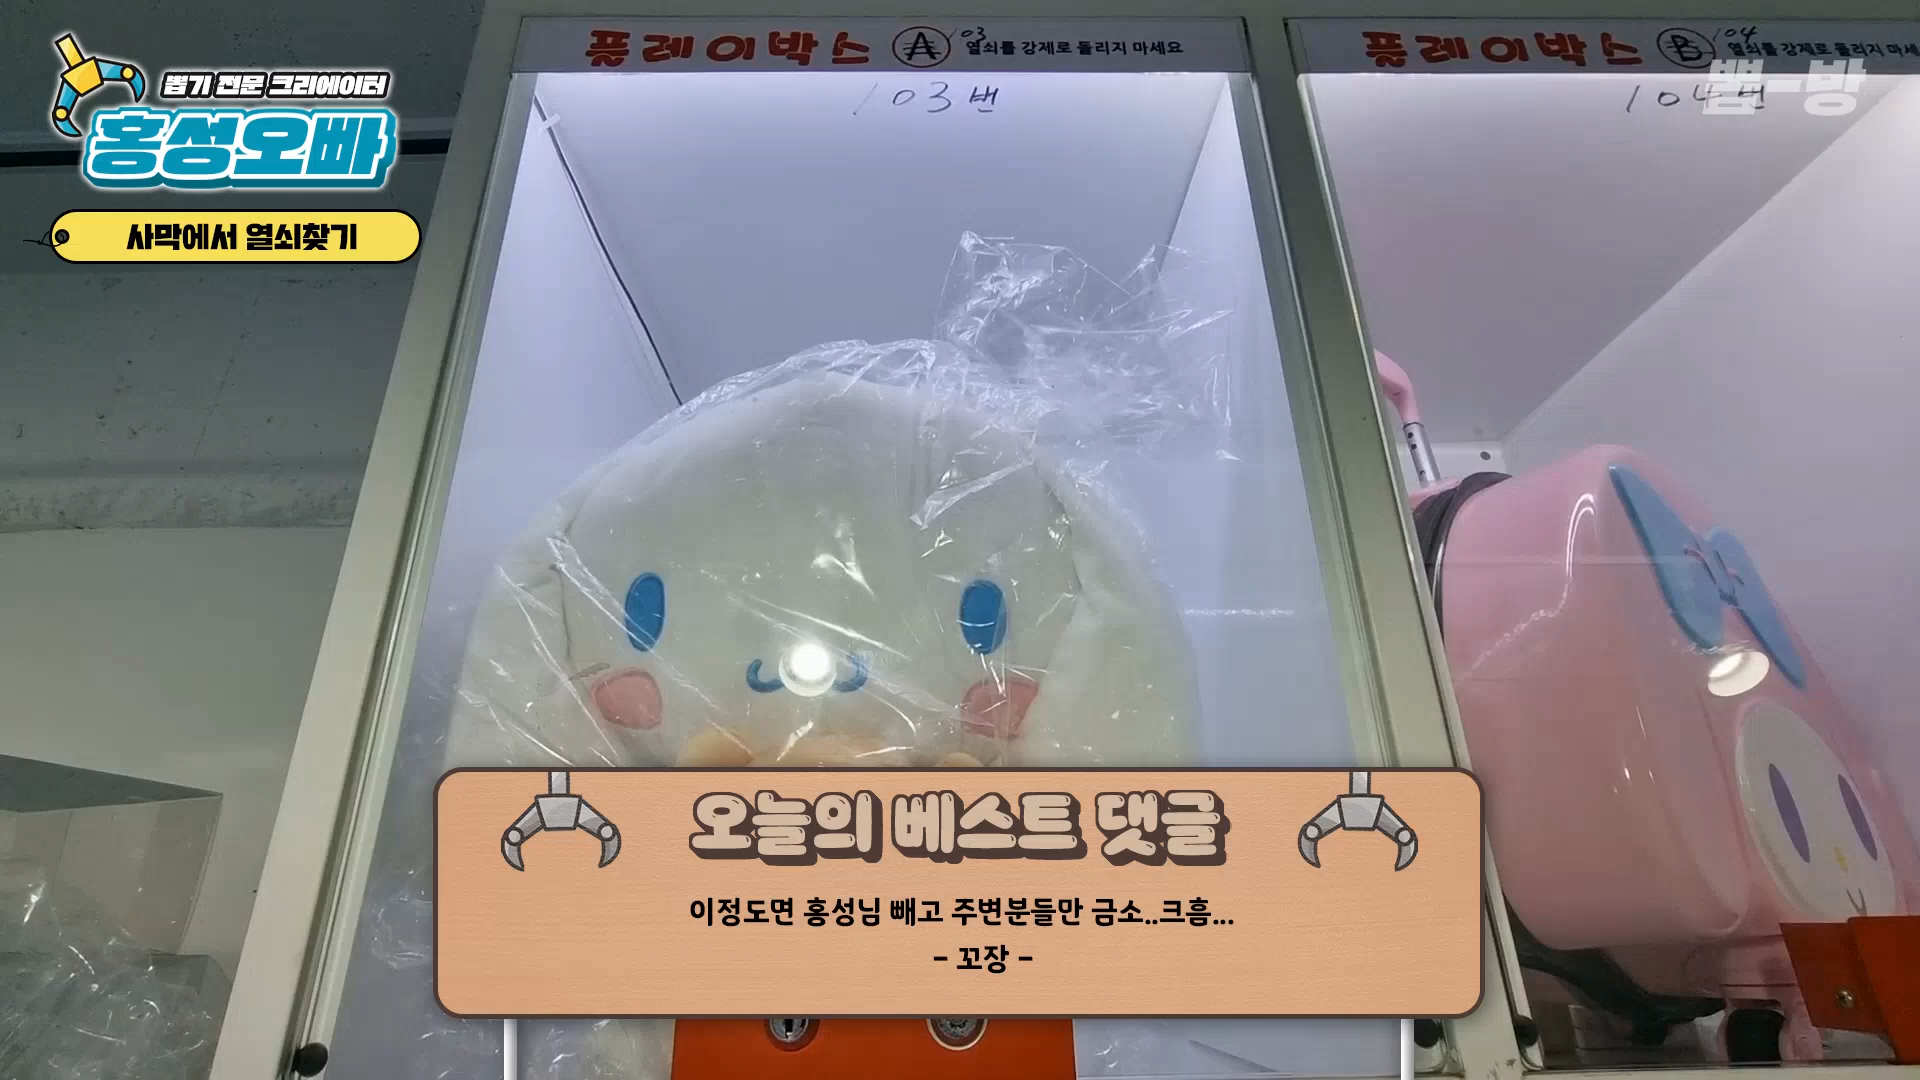 뽑기 전문 크리에이터
홍성오빠
사막에서 열쇠찾기
플레이박스 A 103 열쇠를 강제로 돌리지 마세요
103번
플레이박스 B 104 열쇠를 강제로 돌리지 마세
104번
뽑-방
오늘의 베스트 댓글
이정도면 홍성님 빼고 주변분들만 금소..크흠...
- 꼬장 -